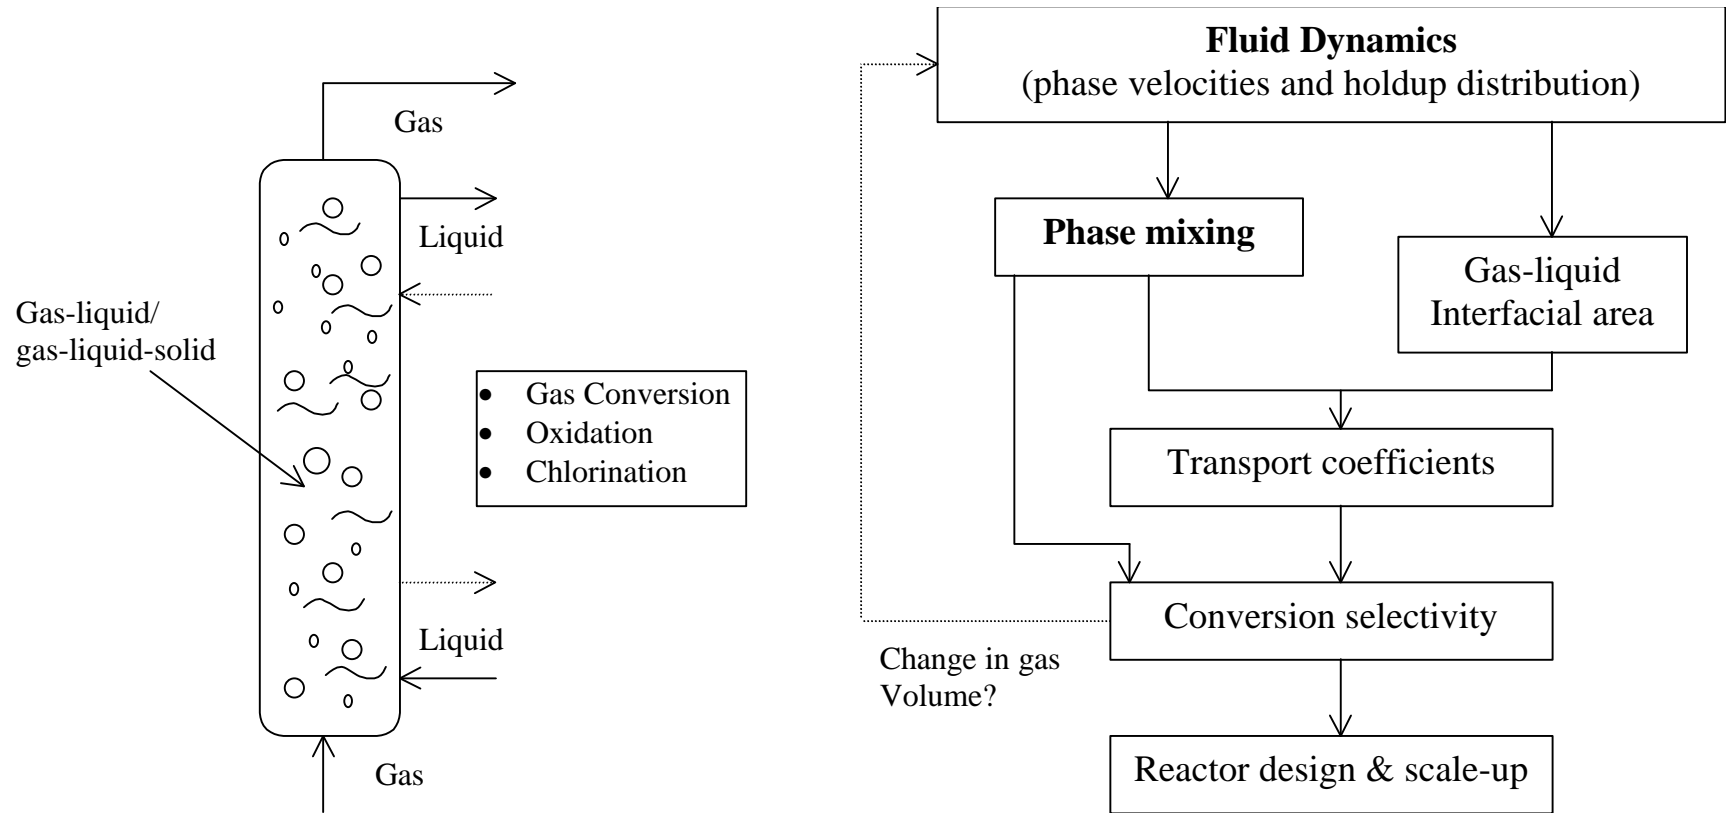 Gas
Liquid
Gas-liquid/
gas-liquid-solid
• Gas Conversion
• Oxidation
• Chlorination
Liquid
Gas
Fluid Dynamics
(phase velocities and holdup distribution)
Phase mixing
Gas-liquid
Interfacial area
Transport coefficients
Conversion selectivity
Change in gas
Volume?
Reactor design & scale-up